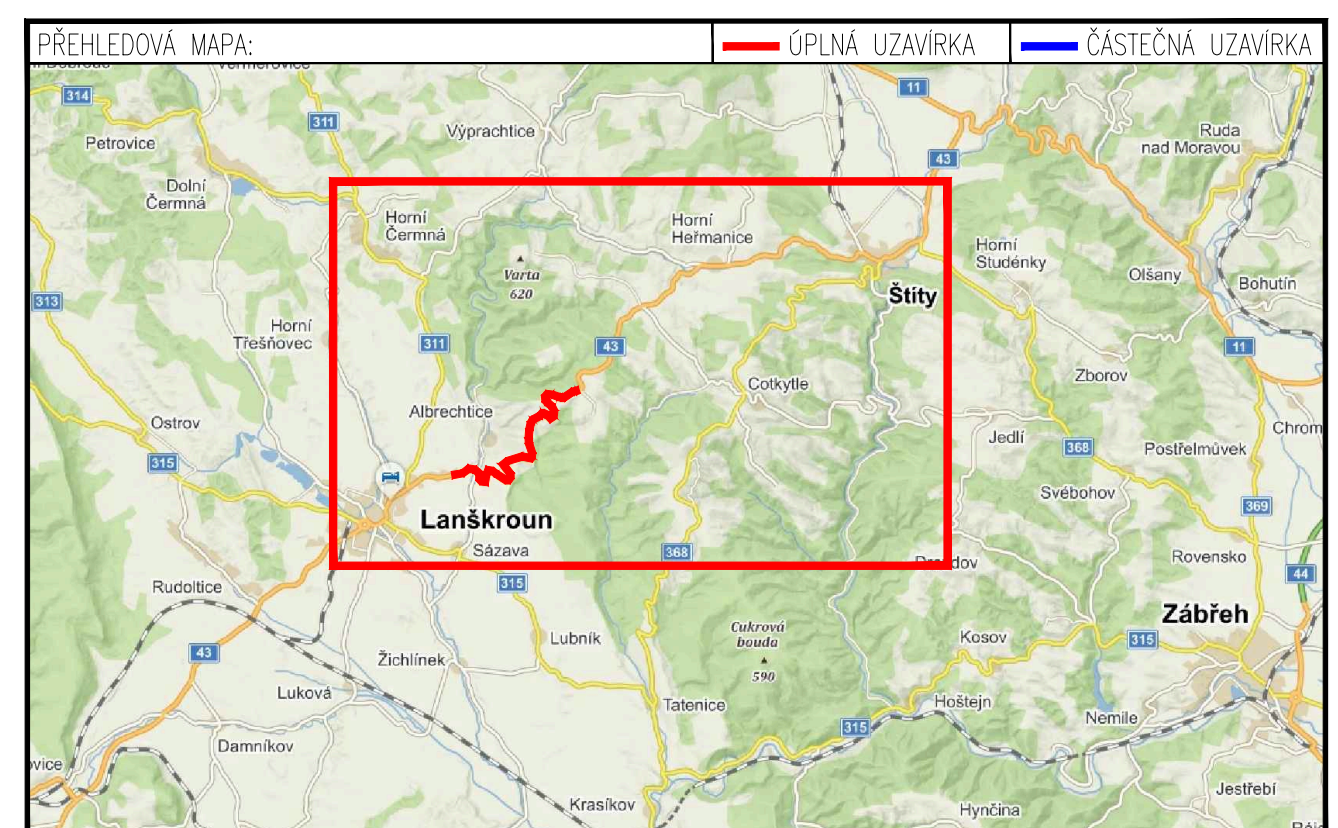 PŘEHLEDOVÁ MAPA:
ÚPLNÁ UZAVÍRKA
ČÁSTEČNÁ UZAVÍRKA
314
11
311
Výprachtice
Petrovice
Ruda
nad Moravou
43
Dolní
Čermná
Horní
Čermná
Horní
Heřmanice
Horní
Studénky
Varta
620
Olšany
Bohutín
Štíty
313
Horní
Třešňovec
311
43
11
Zborov
Cotkytle
Albrechtice
Ostrov
Jedlí
368
Postřelmůvek
Chrom
315
Svébohov
369
Lanškroun
Sázava
368
Rovensko
315
44
Rudoltice
Zábřeh
Cukrová
bouda
590
Lubník
Kosov
315
43
Žichlínek
Luková
Tatenice
Hoštejn
Nemile
315
Damníkov
ovice
Jestřebí
Krasíkov
Hynčina